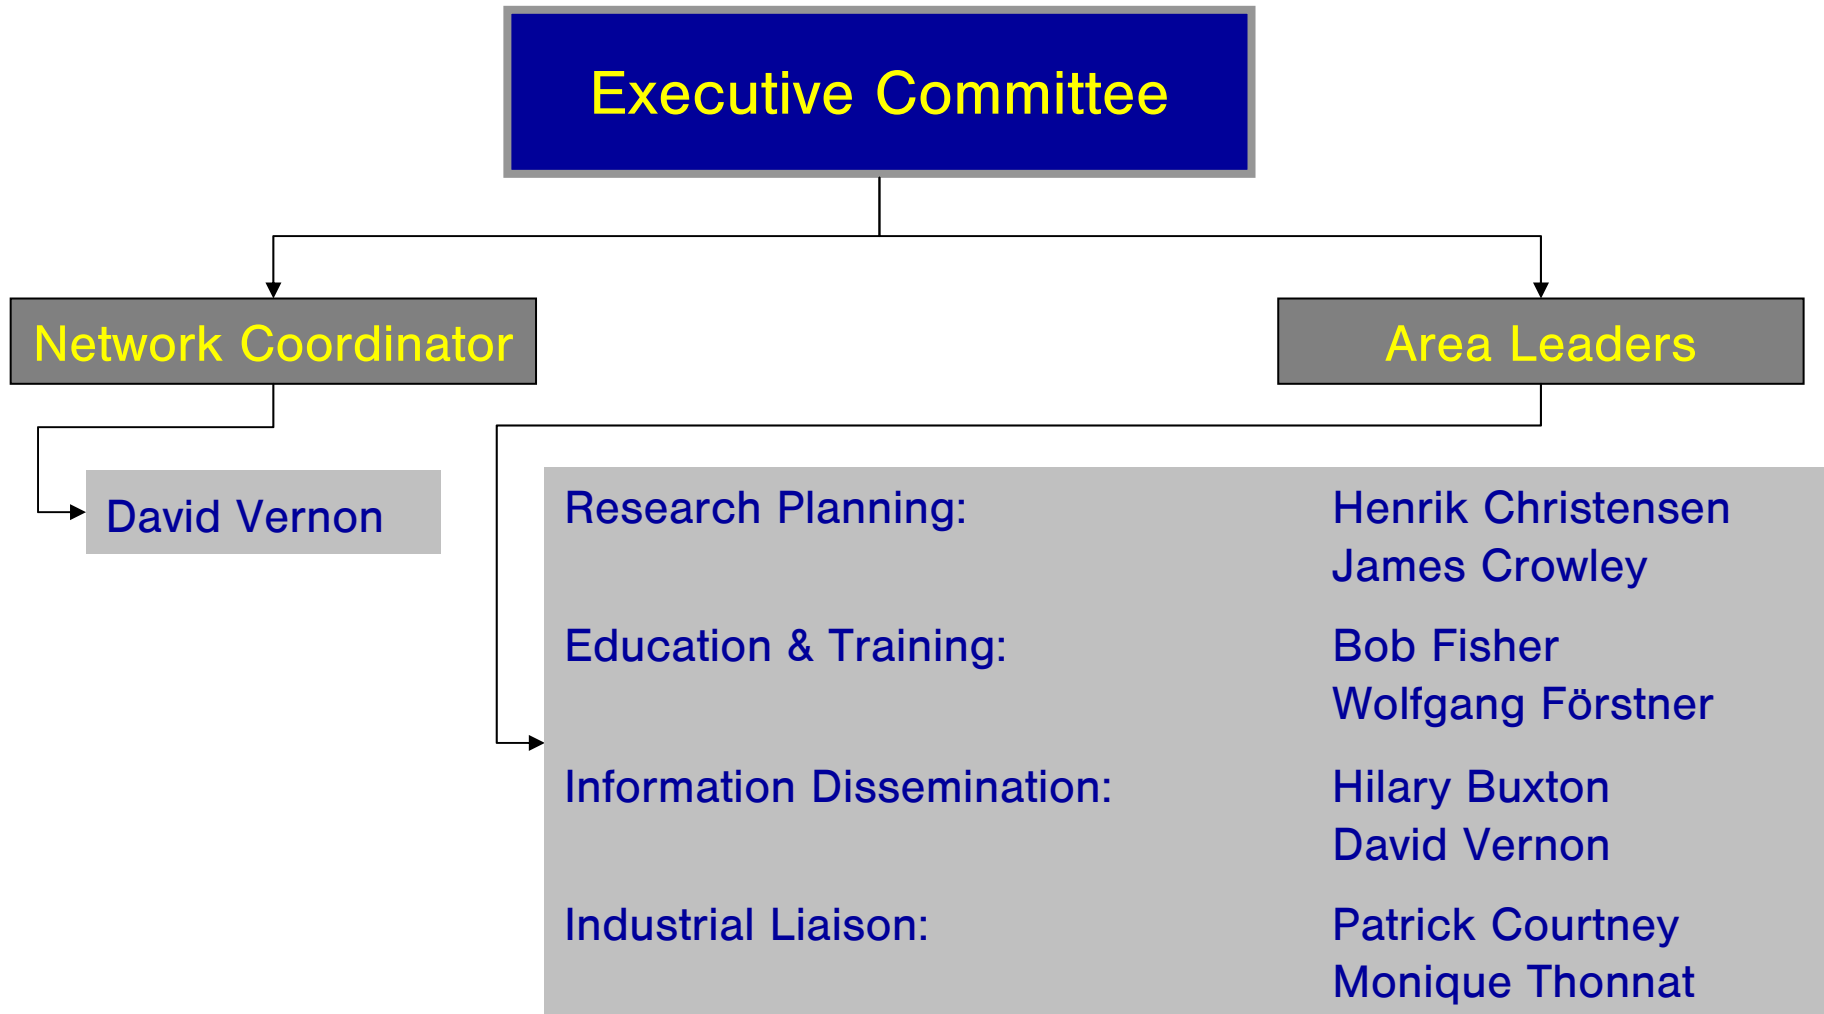 Executive Committee
Network Coordinator
Area Leaders
David Vernon
Research Planning: Henrik Christensen
James Crowley
Education & Training: Bob Fisher
Wolfgang Förstner
Information Dissemination: Hilary Buxton
David Vernon
Industrial Liaison: Patrick Courtney
Monique Thonnat